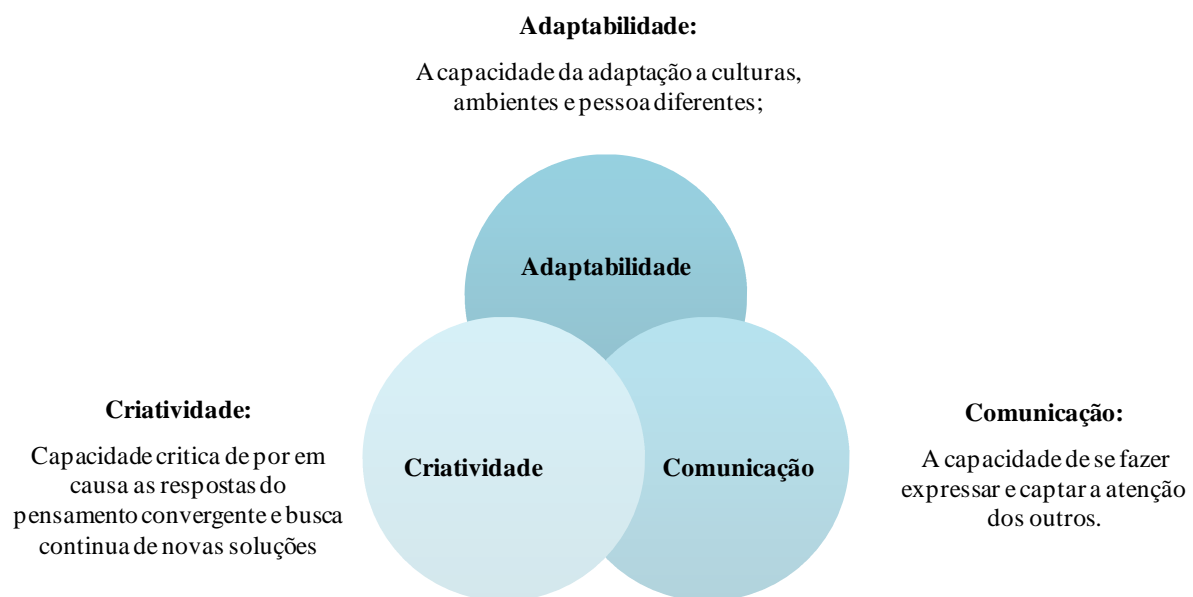 Adaptabilidade:
A capacidade da adaptação a culturas,
ambientes e pessoa diferentes;
Adaptabilidade
Criatividade:
Capacidade critica de por em
causa as respostas do
pensamento convergente e busca
continua de novas soluções
Criatividade
Comunicação
Comunicação:
A capacidade de se fazer
expressar e captar a atenção
dos outros.